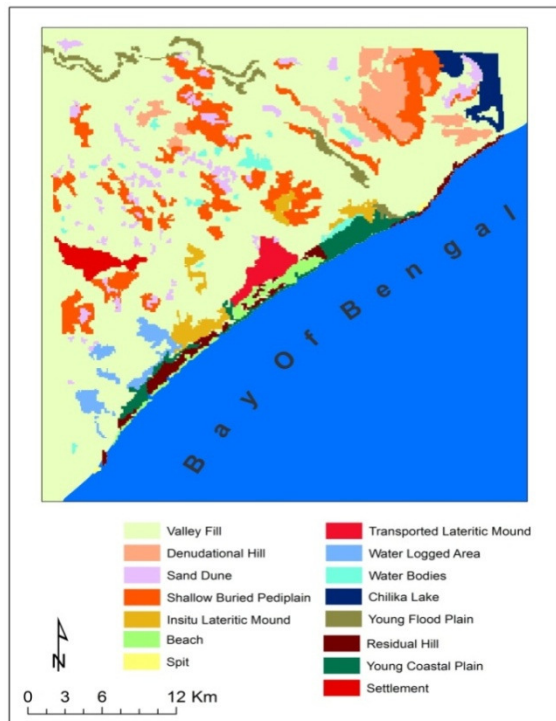 Bay Of Bengal
Valley Fill
Denudational Hill
Sand Dune
Shallow Buried Pediplain
Insitu Lateritic Mound
Beach
Spit
Transported Lateritic Mound
Water Logged Area
Water Bodies
Chilika Lake
Young Flood Plain
Residual Hill
Young Coastal Plain
Settlement
N
0 3 6 12 Km